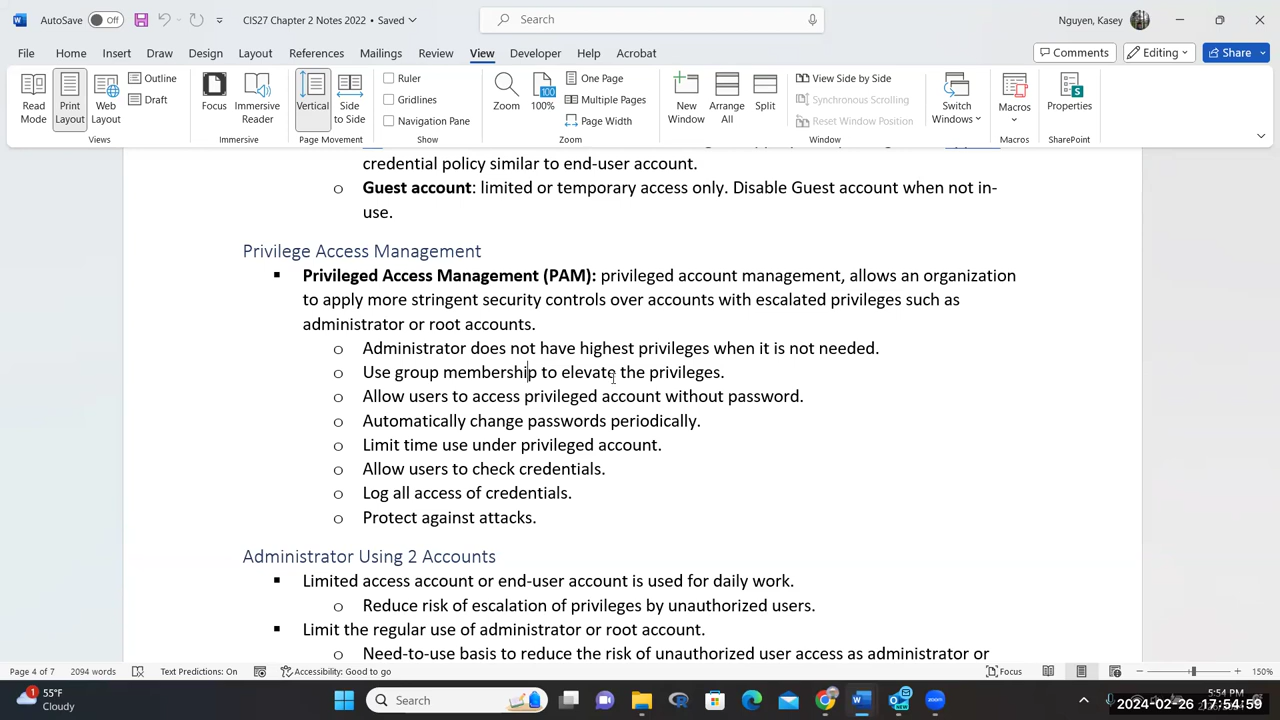 AutoSave Off CIS27 Chapter 2 Notes 2022 • Saved Search Nguyen, Kasey
File Home Insert Draw Design Layout References Mailings Review View Developer Help Acrobat Comments Editing Share
Read Mode Print Layout Web Layout Outline Draft Focus Immersive Reader Vertical Side to Side Ruler Gridlines Navigation Pane Zoom 100 100% One Page Multiple Pages Page Width New Window Arrange All Split View Side by Side Synchronous Scrolling Reset Window Position Switch Windows Macros Properties
Views Immersive Page Movement Show Zoom Window Macros SharePoint
credential policy similar to end-user account.
o Guest account: limited or temporary access only. Disable Guest account when not in-
use.
Privilege Access Management
▪ Privileged Access Management (PAM): privileged account management, allows an organization
to apply more stringent security controls over accounts with escalated privileges such as
administrator or root accounts.
o Administrator does not have highest privileges when it is not needed.
o Use group membership to elevate the privileges.
o Allow users to access privileged account without password.
o Automatically change passwords periodically.
o Limit time use under privileged account.
o Allow users to check credentials.
o Log all access of credentials.
o Protect against attacks.
Administrator Using 2 Accounts
▪ Limited access account or end-user account is used for daily work.
o Reduce risk of escalation of privileges by unauthorized users.
▪ Limit the regular use of administrator or root account.
o Need-to-use basis to reduce the risk of unauthorized user access as administrator or
Page 4 of 7 2094 words Text Predictions: On Accessibility: Good to go Focus 150%
1 55°F Search 5:54 PM
Cloudy 2024-02-26 17:54:59